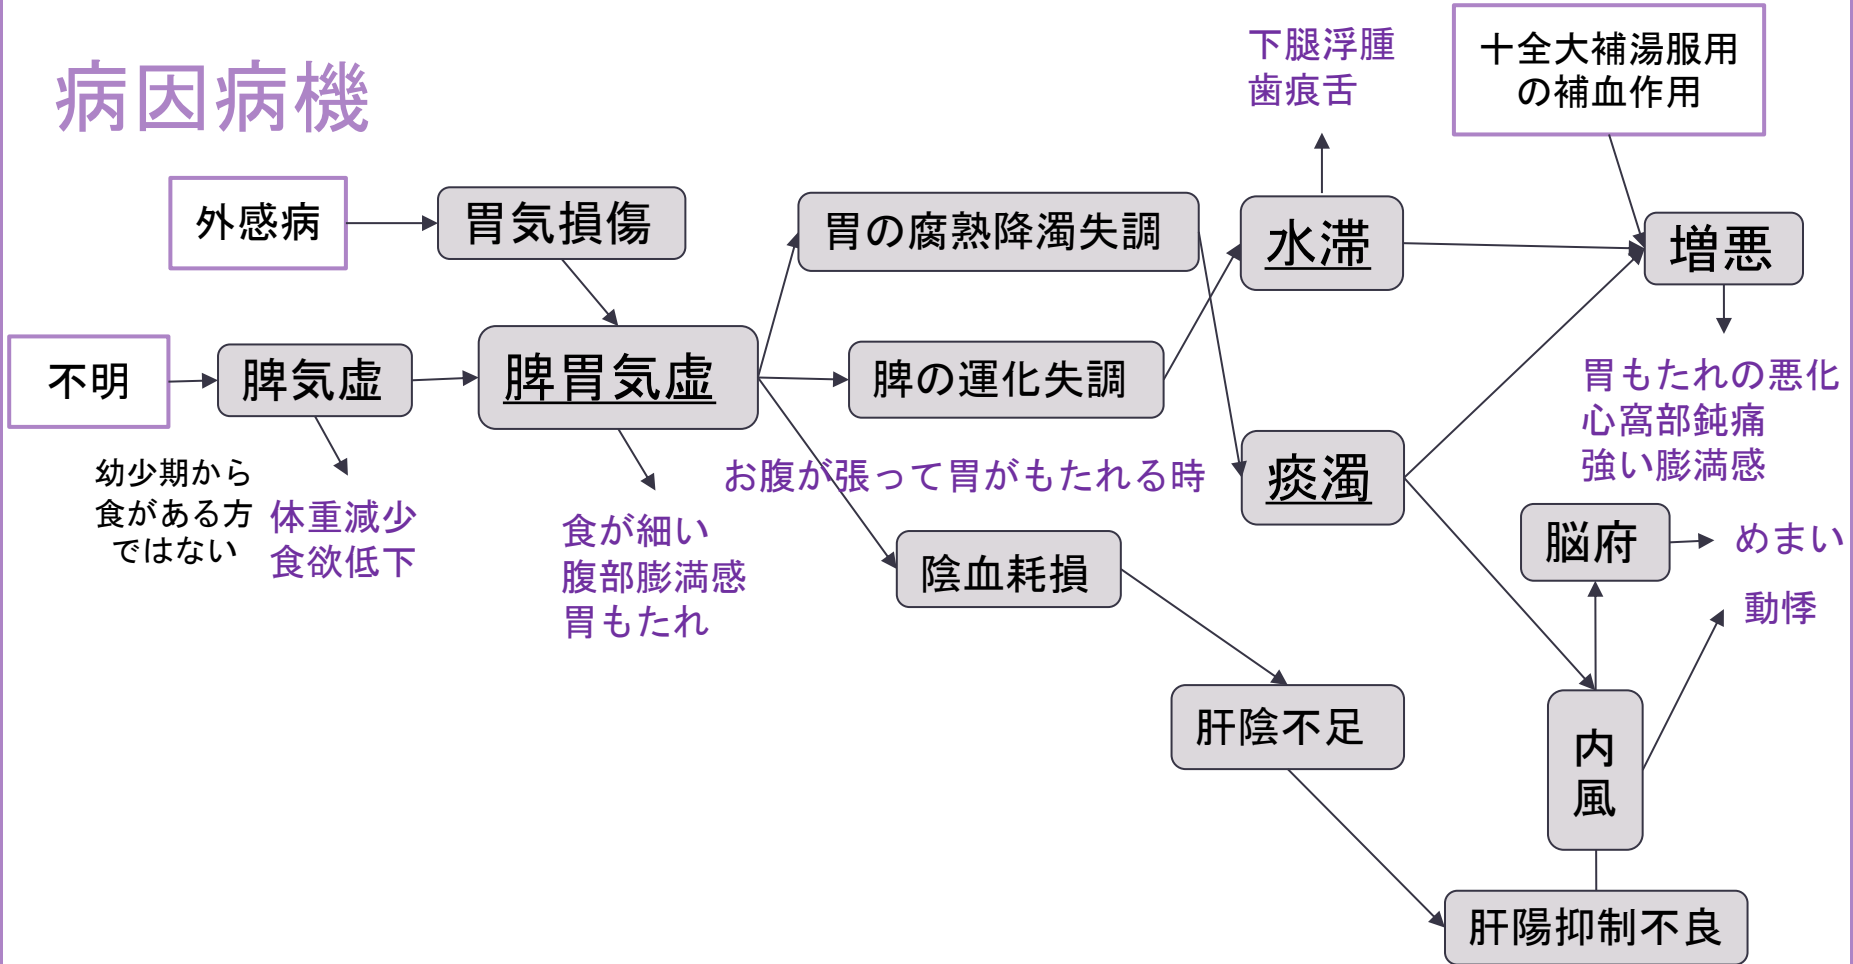 病因病機
下腿浮腫
歯痕舌
十全大補湯服用
の補血作用
外感病
胃気損傷
胃の腐熟降濁失調
水滞
増悪
不明
脾気虚
脾胃気虚
脾の運化失調
胃もたれの悪化
心窩部鈍痛
強い膨満感
幼少期から
食がある方
ではない
体重減少
食欲低下
食が細い
腹部膨満感
胃もたれ
お腹が張って胃がもたれる時
痰濁
陰血耗損
脳府
めまい
動悸
肝陰不足
内
風
肝陽抑制不良